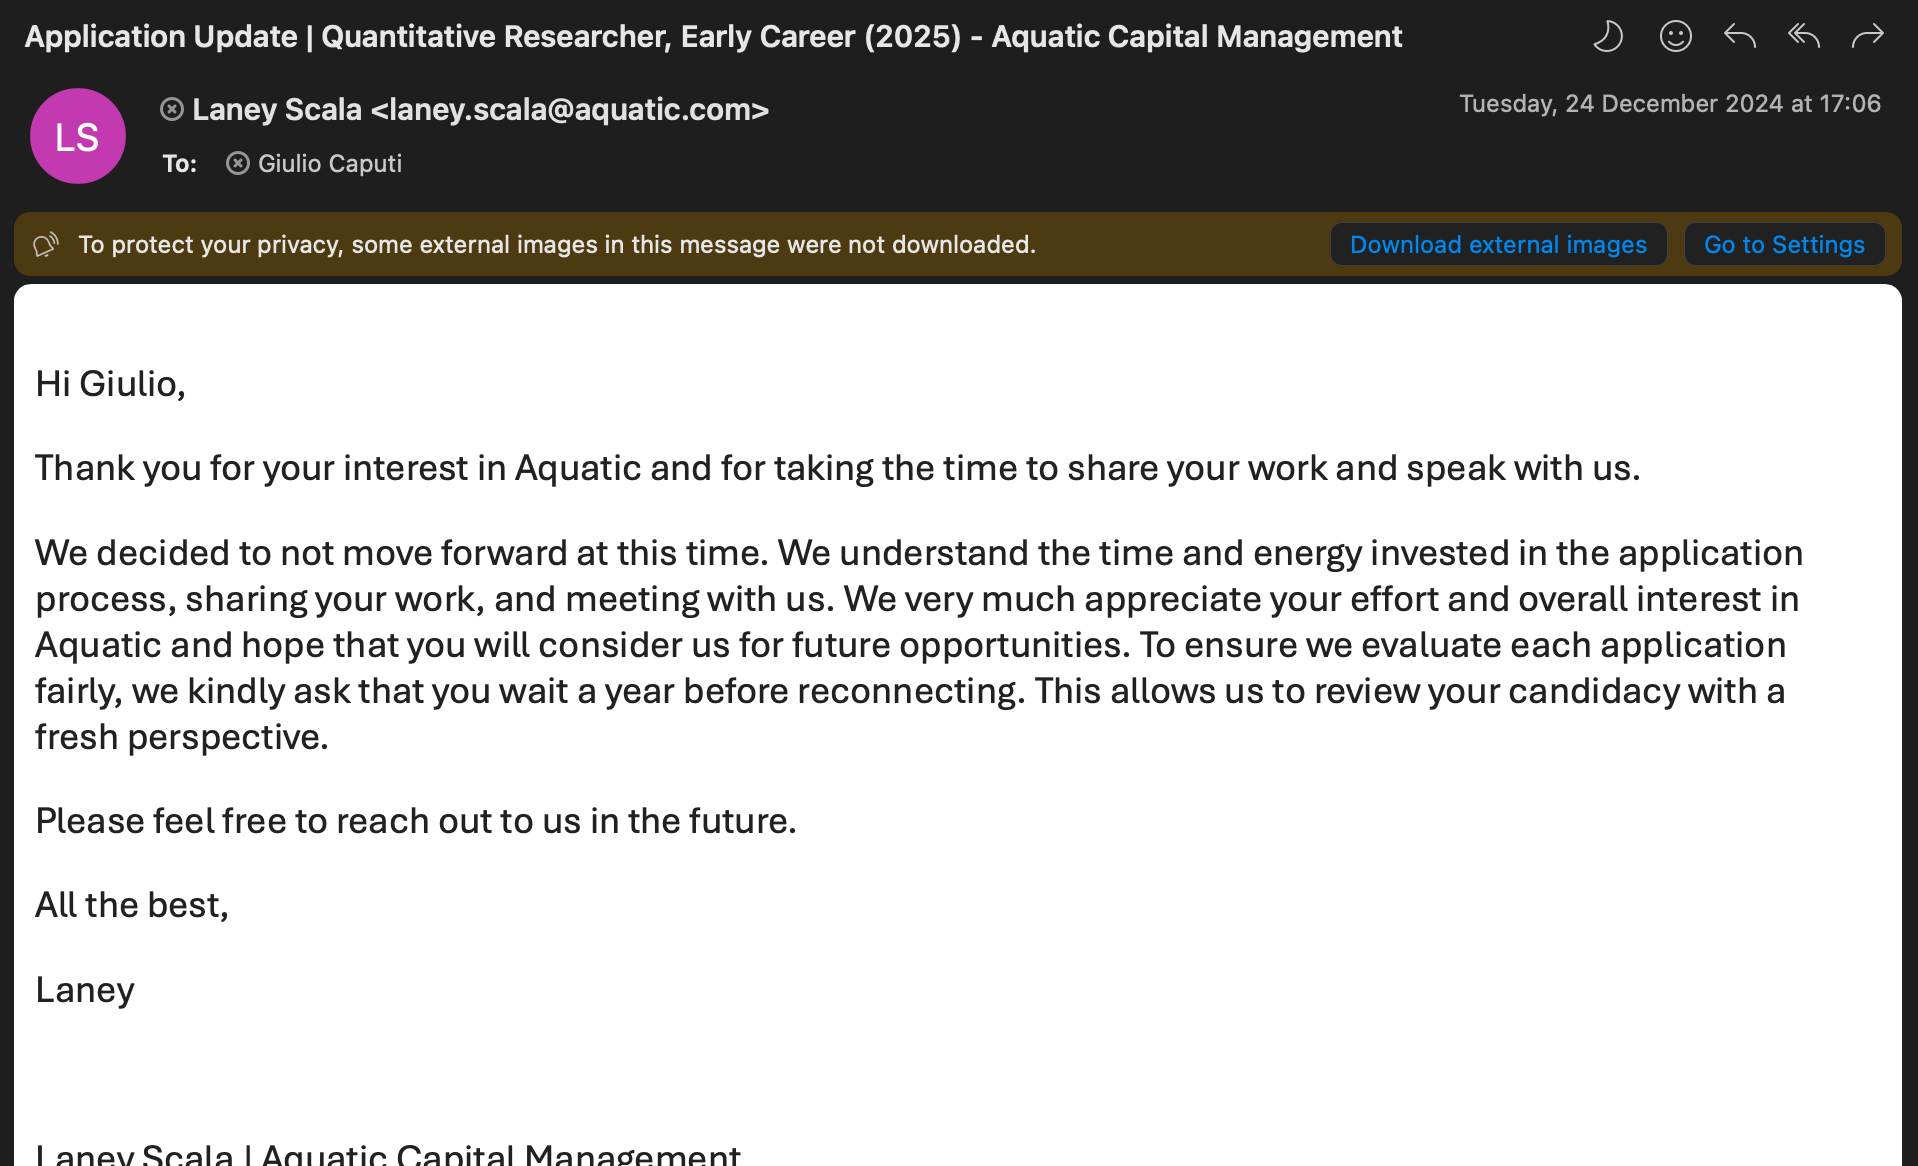 Application Update | Quantitative Researcher, Early Career (2025) - Aquatic Capital Management
LS
Laney Scala <laney.scala@aquatic.com>
Tuesday, 24 December 2024 at 17:06
To: Giulio Caputi
To protect your privacy, some external images in this message were not downloaded.
Download external images
Go to Settings
Hi Giulio,
Thank you for your interest in Aquatic and for taking the time to share your work and speak with us.
We decided to not move forward at this time. We understand the time and energy invested in the application
process, sharing your work, and meeting with us. We very much appreciate your effort and overall interest in
Aquatic and hope that you will consider us for future opportunities. To ensure we evaluate each application
fairly, we kindly ask that you wait a year before reconnecting. This allows us to review your candidacy with a
fresh perspective.
Please feel free to reach out to us in the future.
All the best,
Laney
Laney Scala | Aquatic Capital Management